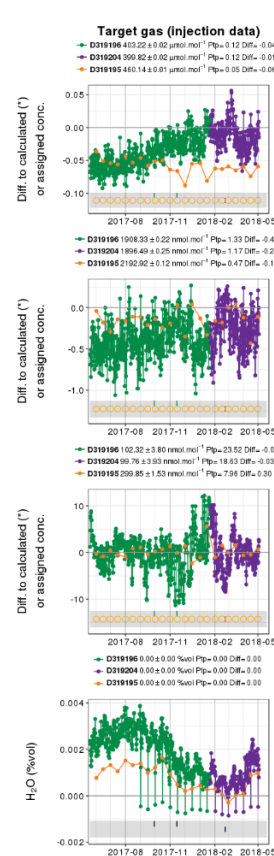 Target gas (injection data)
D319196 403.22 ± 0.02 μmol.mol⁻¹ Ptp= 0.12 Diff= -0.04
D319204 399.82 ± 0.02 μmol.mol⁻¹ Ptp= 0.12 Diff= -0.01
D319195 460.14 ± 0.01 μmol.mol⁻¹ Ptp= 0.05 Diff= -0.06
Diff. to calculated (*)
or assigned conc.
0.05
0.00
-0.05
-0.10
2017-08 2017-11 2018-02 2018-05
D319196 1908.33 ± 0.22 nmol.mol⁻¹ Ptp= 1.33 Diff= -0.4
D319204 1896.49 ± 0.25 nmol.mol⁻¹ Ptp= 1.17 Diff= -0.2
D319195 2192.92 ± 0.12 nmol.mol⁻¹ Ptp= 0.47 Diff= -0.1
Diff. to calculated (*)
or assigned conc.
0.0
-0.5
-1.0
2017-08 2017-11 2018-02 2018-05
D319196 102.32 ± 3.80 nmol.mol⁻¹ Ptp= 23.52 Diff= -0.0
D319204 99.76 ± 3.93 nmol.mol⁻¹ Ptp= 18.63 Diff= -0.03
D319195 299.85 ± 1.53 nmol.mol⁻¹ Ptp= 7.96 Diff= 0.30
Diff. to calculated (*)
or assigned conc.
10
0
-10
2017-08 2017-11 2018-02 2018-05
D319196 0.00 ± 0.00 %vol Ptp= 0.00 Diff= 0.00
D319204 0.00 ± 0.00 %vol Ptp= 0.00 Diff= 0.00
D319195 0.00 ± 0.00 %vol Ptp= 0.00 Diff= 0.00
H₂O (%vol)
0.004
0.002
0.000
-0.002
2017-08 2017-11 2018-02 2018-05